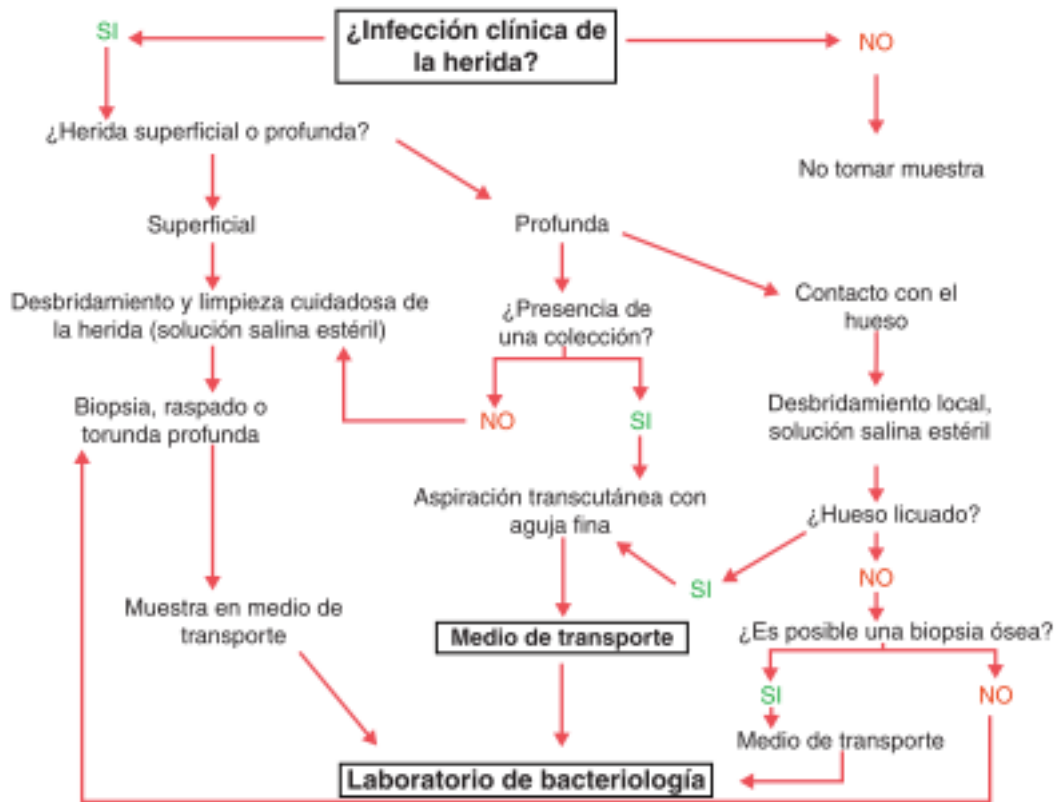 ¿Infección clínica de
la herida?
SI
NO
¿Herida superficial o profunda?
No tomar muestra
Superficial
Profunda
Desbridamiento y limpieza cuidadosa de
la herida (solución salina estéril)
¿Presencia de
una colección?
Contacto con el
hueso
Biopsia, raspado o
torunda profunda
NO
SI
Desbridamiento local,
solución salina estéril
Aspiración transcutánea con
aguja fina
¿Hueso licuado?
SI
NO
Muestra en medio de
transporte
Medio de transporte
¿Es posible una biopsia ósea?
SI
NO
Medio de transporte
Laboratorio de bacteriología